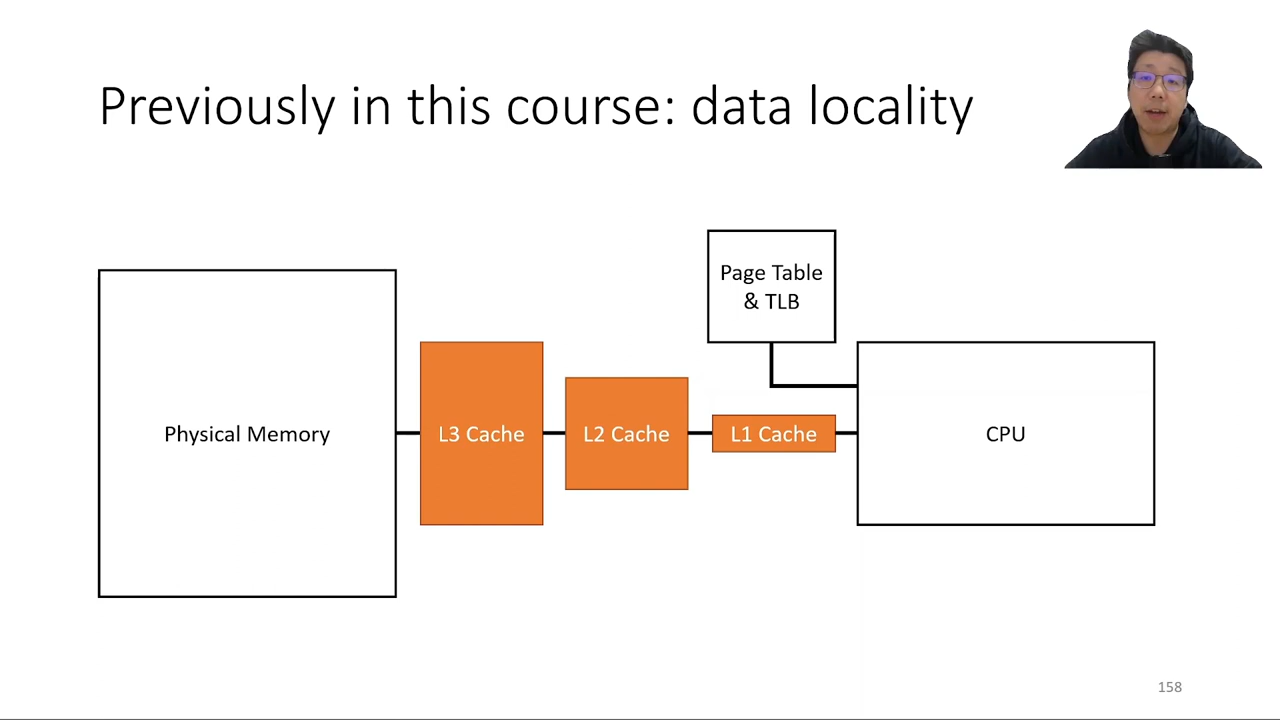 Previously in this course: data locality
Page Table
& TLB
Physical Memory
L3 Cache
L2 Cache
L1 Cache
CPU
158